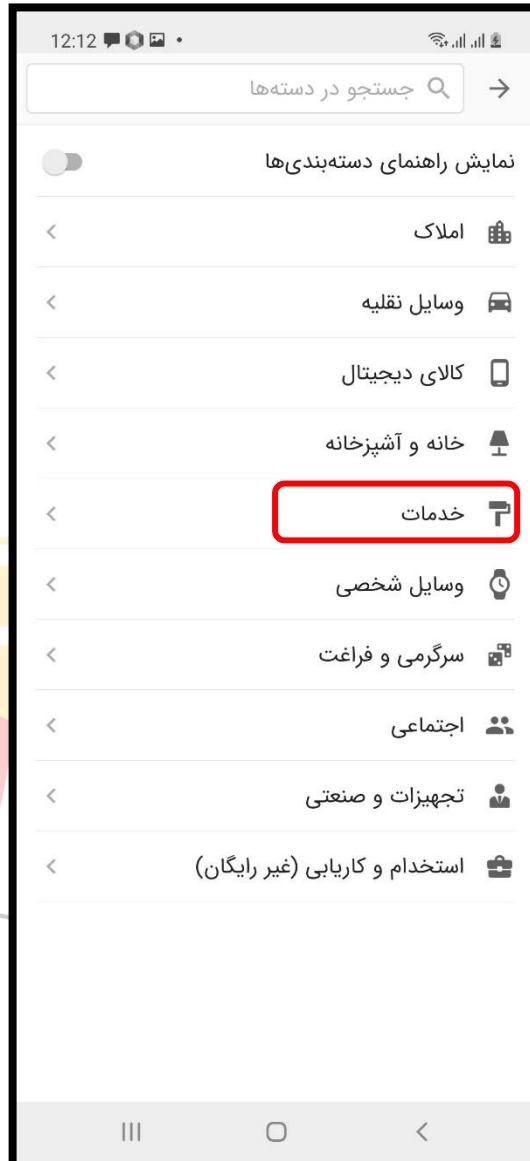 12:12
جستجو در دسته‌ها
نمایش راهنمای دسته‌بندی‌ها
املاک
وسایل نقلیه
کالای دیجیتال
خانه و آشپزخانه
خدمات
وسایل شخصی
سرگرمی و فراغت
اجتماعی
تجهیزات و صنعتی
استخدام و کاریابی (غیر رایگان)